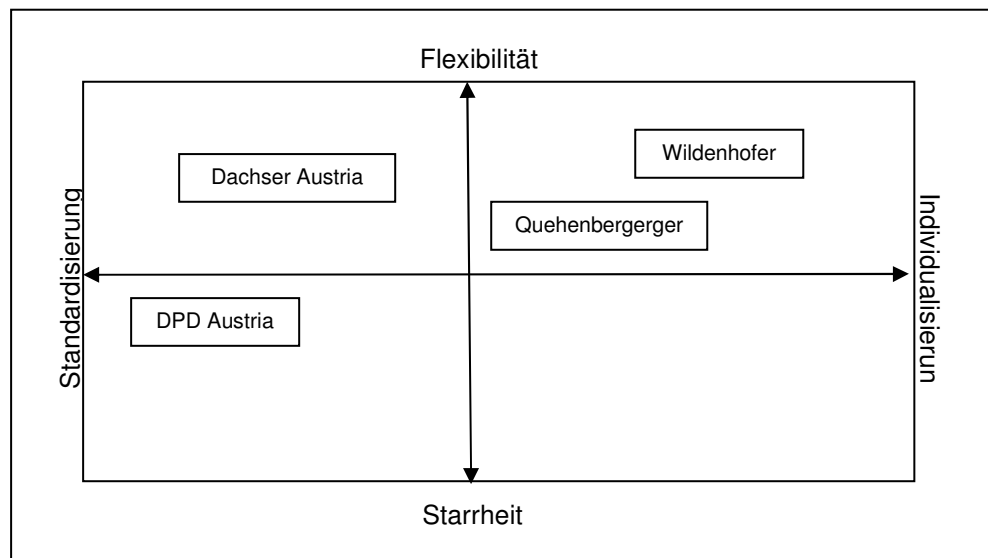 Flexibilität
Wildenhofer
Dachser Austria
Quehenbergerger
Standardisierung
Individualisierun
DPD Austria
Starrheit